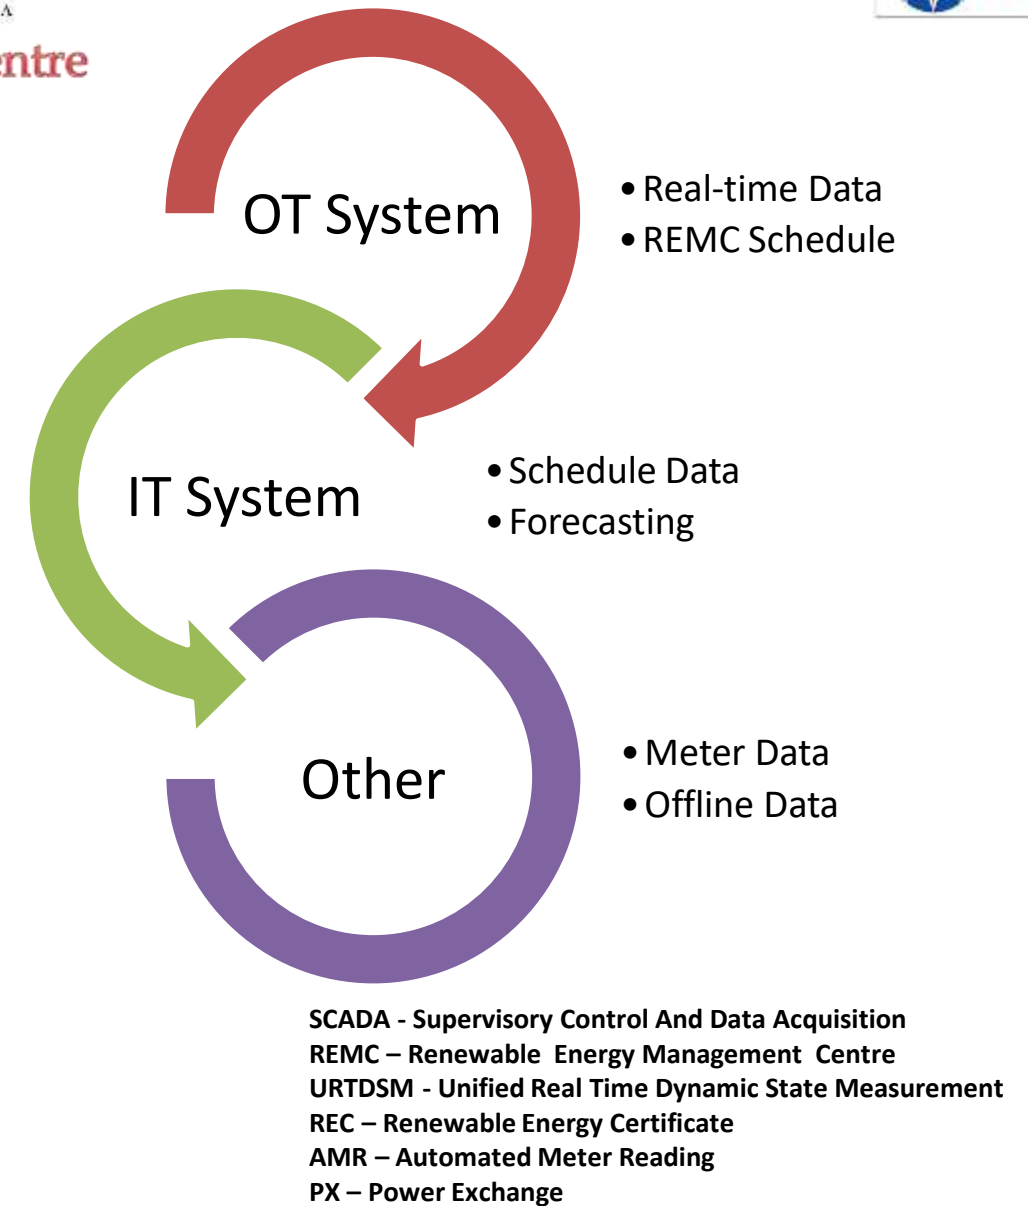 OT System
• Real-time Data
• REMC Schedule
IT System
• Schedule Data
• Forecasting
Other
• Meter Data
• Offline Data
SCADA - Supervisory Control And Data Acquisition
REMC – Renewable Energy Management Centre
URTDSM - Unified Real Time Dynamic State Measurement
REC – Renewable Energy Certificate
AMR – Automated Meter Reading
PX – Power Exchange